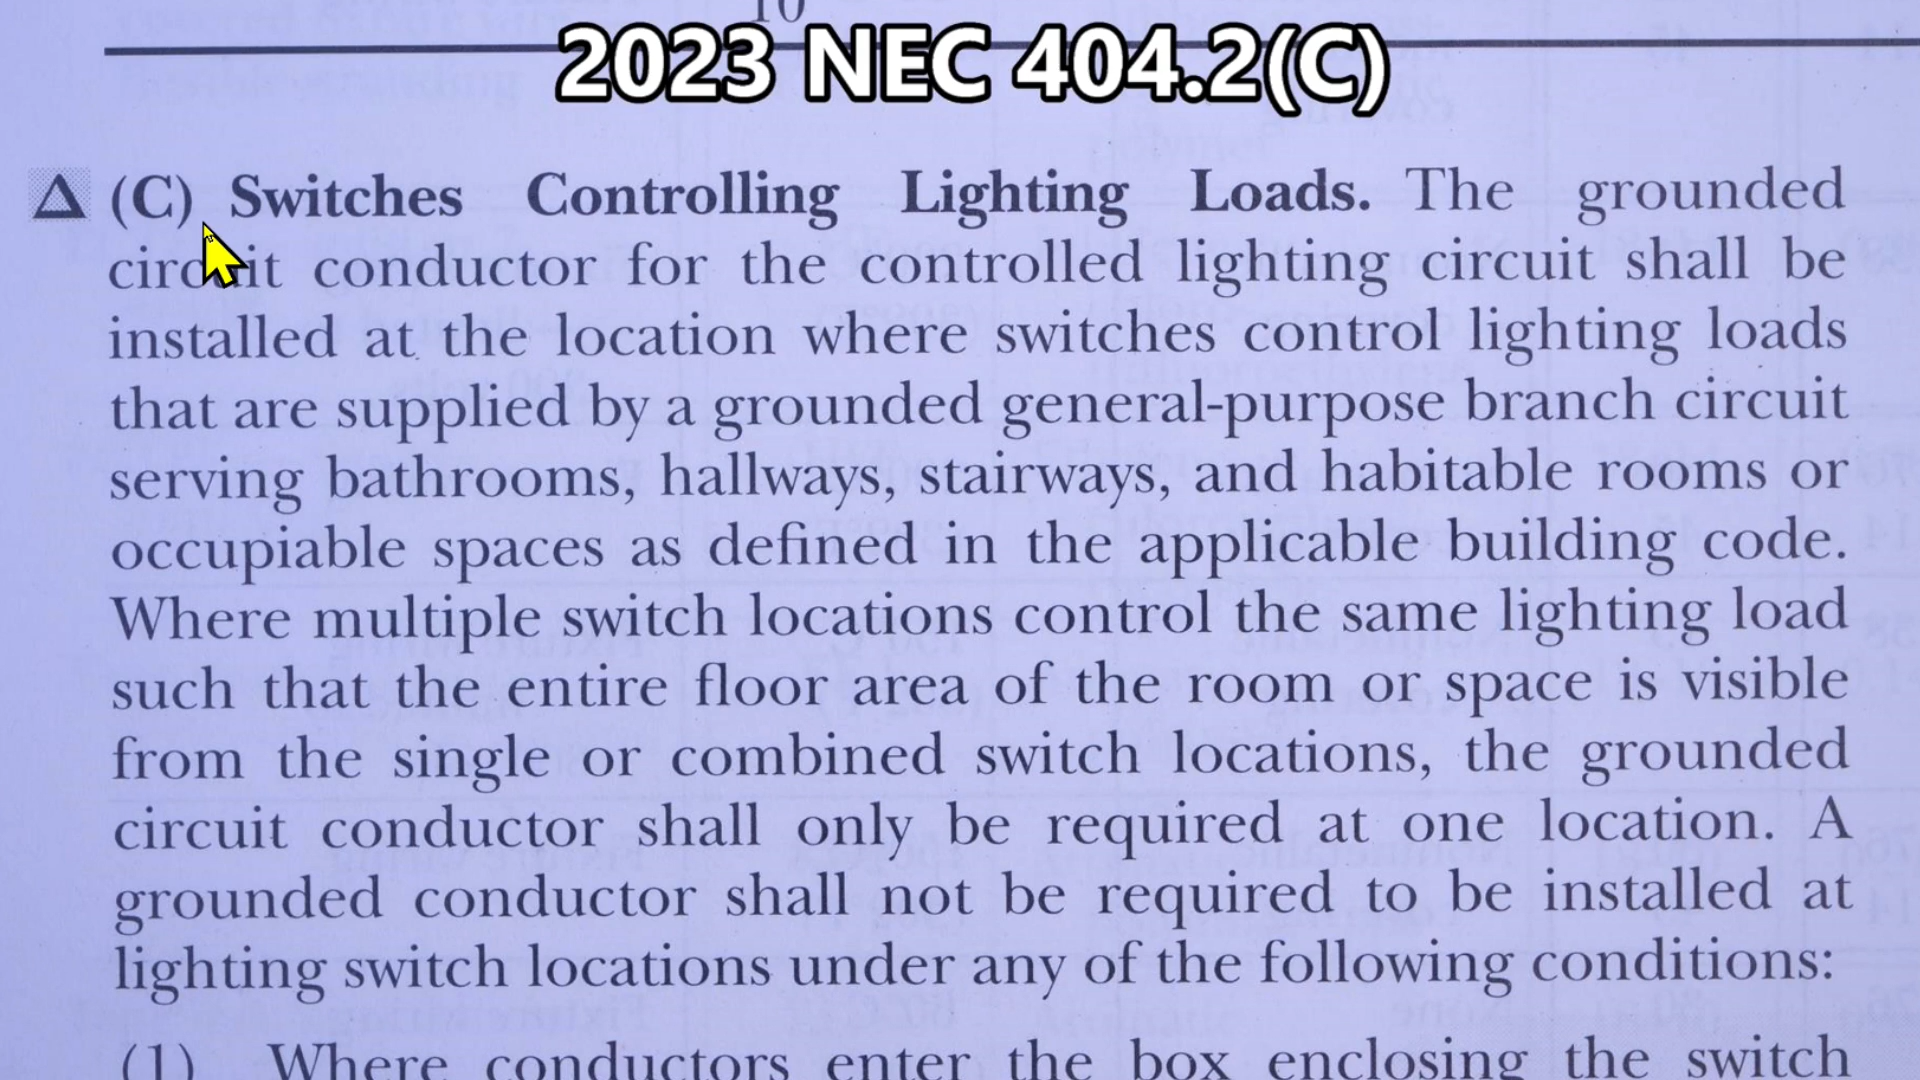 10
2023 NEC 404.2(C)
Δ (C) Switches Controlling Lighting Loads. The grounded
circuit conductor for the controlled lighting circuit shall be
installed at the location where switches control lighting loads
that are supplied by a grounded general-purpose branch circuit
serving bathrooms, hallways, stairways, and habitable rooms or
occupiable spaces as defined in the applicable building code.
Where multiple switch locations control the same lighting load
such that the entire floor area of the room or space is visible
from the single or combined switch locations, the grounded
circuit conductor shall only be required at one location. A
grounded conductor shall not be required to be installed at
lighting switch locations under any of the following conditions:
(1) Where conductors enter the box enclosing the switch